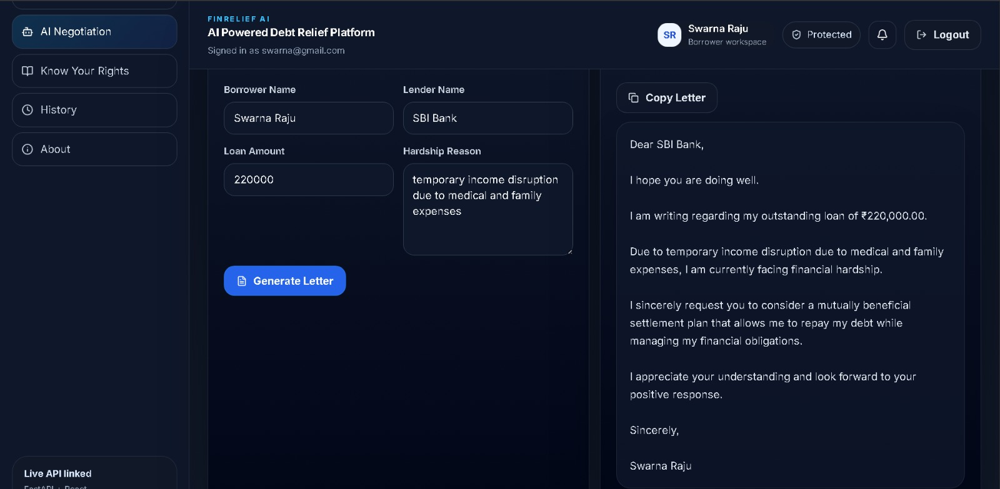 AI Negotiation
Know Your Rights
History
About
Live API linked
FastAPI + React
FINRELIEF AI
AI Powered Debt Relief Platform
Signed in as swarna@gmail.com
SR
Swarna Raju
Borrower workspace
Protected
Logout
Borrower Name
Lender Name
Swarna Raju
SBI Bank
Loan Amount
Hardship Reason
220000
temporary income disruption
due to medical and family
expenses
Generate Letter
Copy Letter
Dear SBI Bank,
I hope you are doing well.
I am writing regarding my outstanding loan of ₹220,000.00.
Due to temporary income disruption due to medical and family
expenses, I am currently facing financial hardship.
I sincerely request you to consider a mutually beneficial
settlement plan that allows me to repay my debt while
managing my financial obligations.
I appreciate your understanding and look forward to your
positive response.
Sincerely,
Swarna Raju